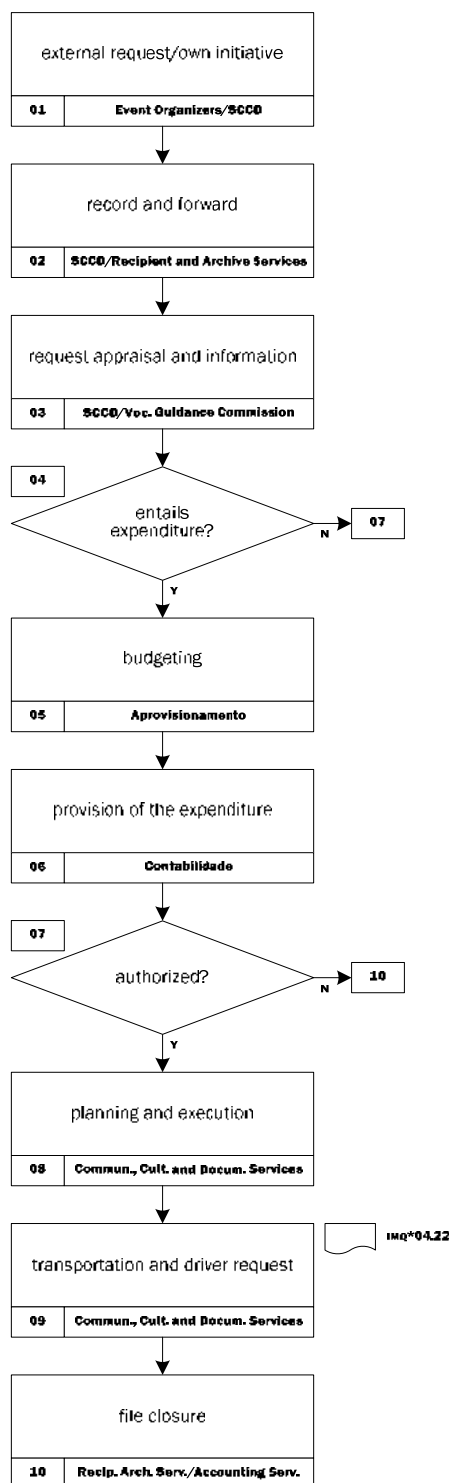 external request/own initiative
01 Event Organizers/SCCD
record and forward
02 SCCD/Recipient and Archive Services
request appraisal and information
03 SCCD/Voc. Guidance Commission
04
entails
expenditure?
N
07
Y
budgeting
05 Aprovisionamento
provision of the expenditure
06 Contabilidade
07
authorized?
N
10
Y
planning and execution
08 Commun., Cult. and Docum. Services
transportation and driver request
IMQ*04.22
09 Commun., Cult. and Docum. Services
file closure
10 Recip. Arch. Serv./Accounting Serv.